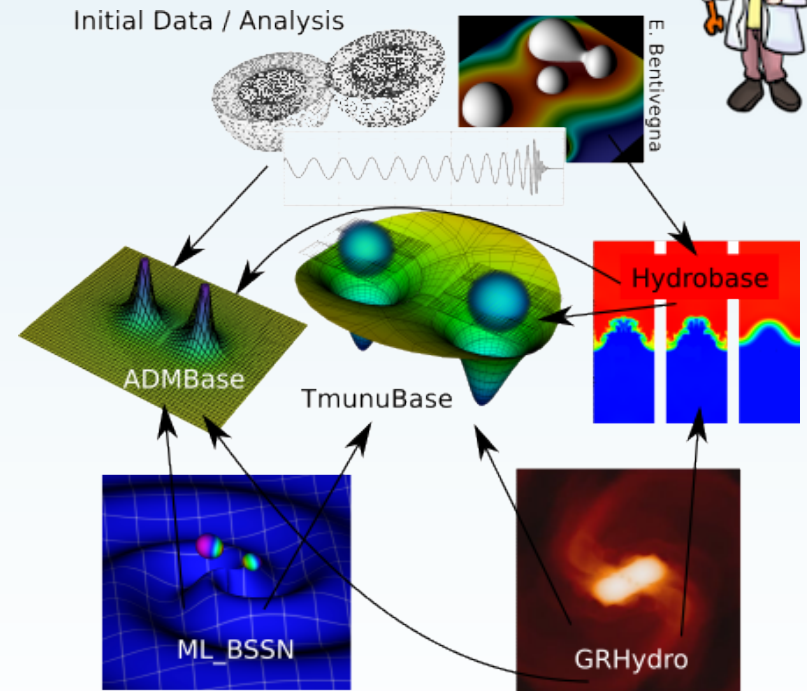 Initial Data / Analysis
E. Bentivegna
Hydrobase
ADMBase
TmunuBase
ML_BSSN
GRHydro